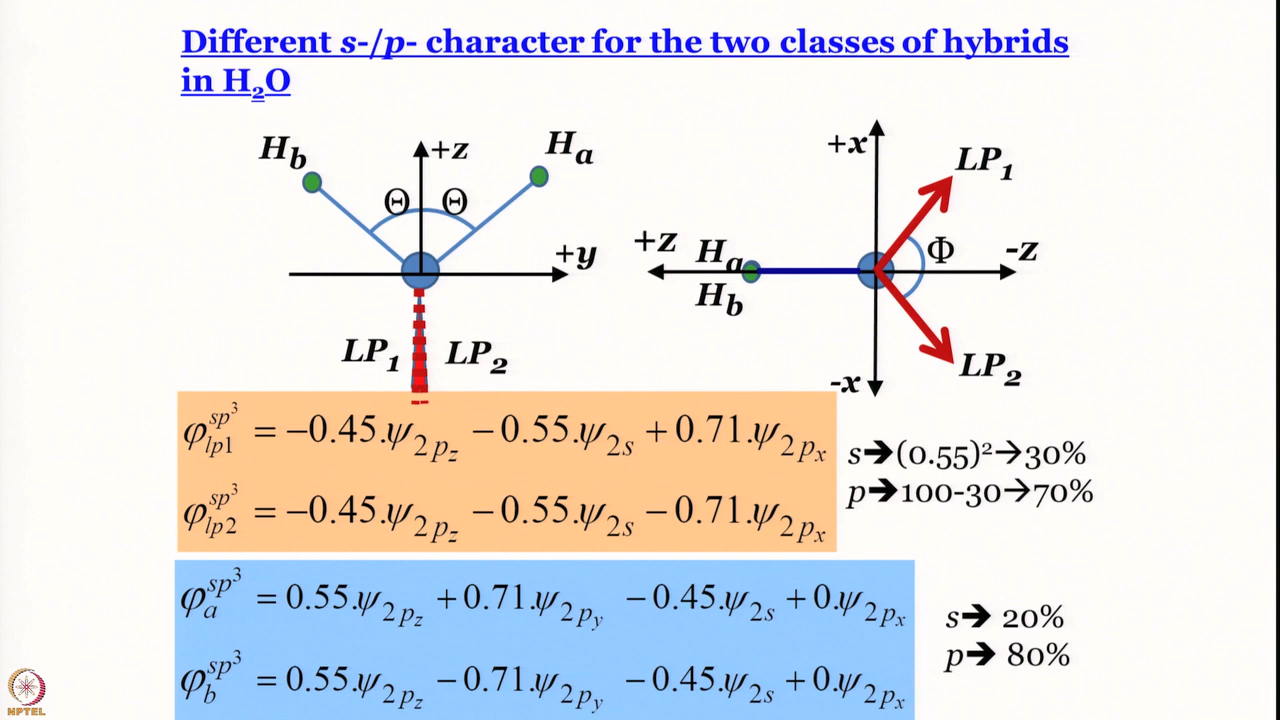 Different s-/p- character for the two classes of hybrids
in H₂O
H_b
+z
H_a
Θ Θ
+y
LP₁ LP₂
+x
LP₁
+z
H_a
H_b
Φ
-z
-x
LP₂
φ_{lp1}^{sp³} = −0.45.ψ_{2p_z} − 0.55.ψ_{2s} + 0.71.ψ_{2p_x}
φ_{lp2}^{sp³} = −0.45.ψ_{2p_z} − 0.55.ψ_{2s} − 0.71.ψ_{2p_x}
s➔(0.55)²→30%
p➔100-30→70%
φ_a^{sp³} = 0.55.ψ_{2p_z} + 0.71.ψ_{2p_y} − 0.45.ψ_{2s} + 0.ψ_{2p_x}
φ_b^{sp³} = 0.55.ψ_{2p_z} − 0.71.ψ_{2p_y} − 0.45.ψ_{2s} + 0.ψ_{2p_x}
s➔ 20%
p➔ 80%
NPTEL